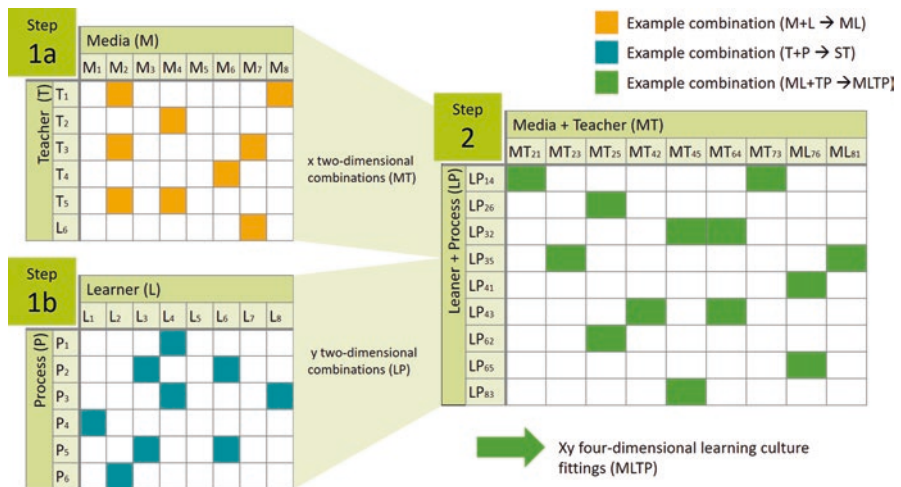 Step
1a
Media (M)
M1 M2 M3 M4 M5 M6 M7 M8
Teacher (T)
T1
T2
T3
T4
T5
L6
x two-dimensional
combinations (MT)
Step
1b
Learner (L)
L1 L2 L3 L4 L5 L6 L7 L8
Process (P)
P1
P2
P3
P4
P5
P6
y two-dimensional
combinations (LP)
Example combination (M+L → ML)
Example combination (T+P → ST)
Example combination (ML+TP →MLTP)
Step
2
Media + Teacher (MT)
MT21 MT23 MT25 MT42 MT45 MT64 MT73 ML76 ML81
Leaner + Process (LP)
LP14
LP26
LP32
LP35
LP41
LP43
LP62
LP65
LP83
Xy four-dimensional learning culture
fittings (MLTP)